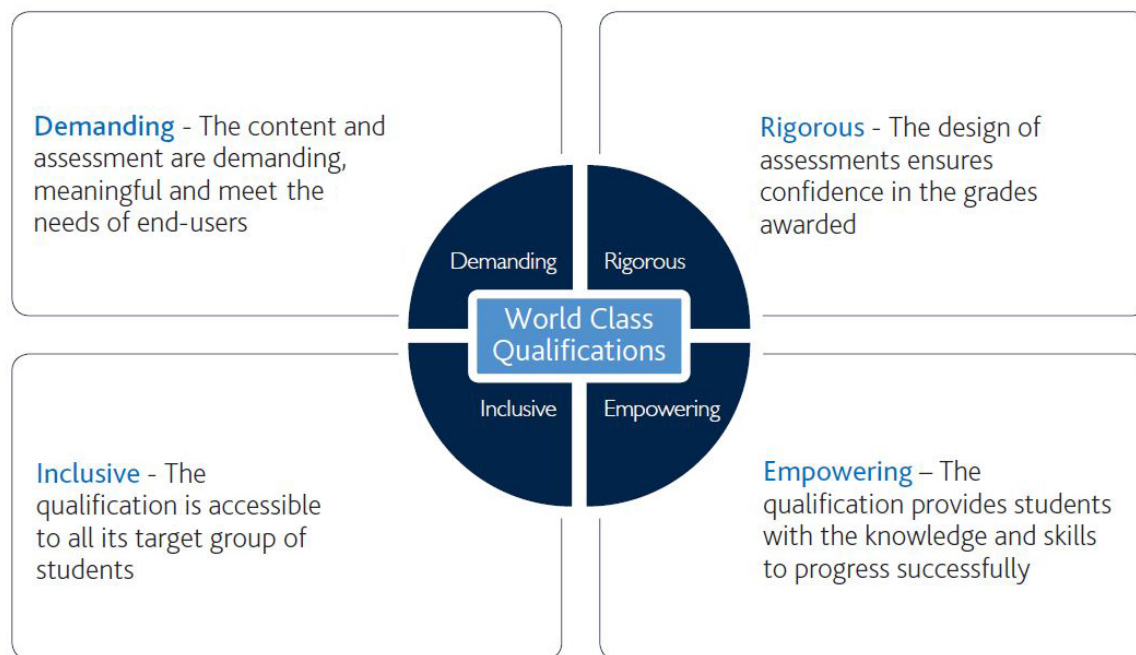 Demanding - The content and
assessment are demanding,
meaningful and meet the
needs of end-users
Rigorous - The design of
assessments ensures
confidence in the grades
awarded
Demanding
Rigorous
World Class
Qualifications
Inclusive
Empowering
Inclusive - The
qualification is accessible
to all its target group of
students
Empowering – The
qualification provides students
with the knowledge and skills
to progress successfully